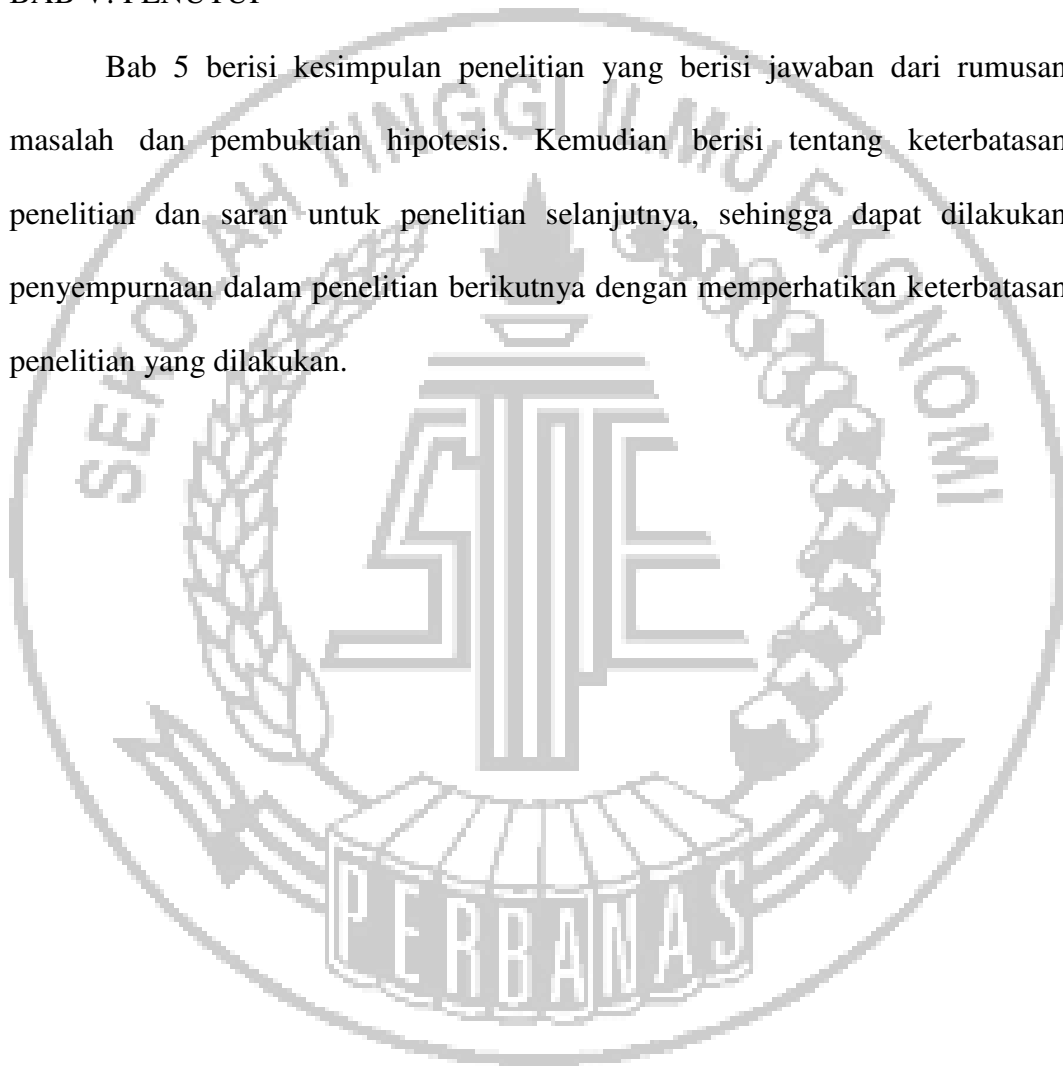 BAB V: PENUTUP
Bab 5 berisi kesimpulan penelitian yang berisi jawaban dari rumusan
masalah dan pembuktian hipotesis. Kemudian berisi tentang keterbatasan
penelitian dan saran untuk penelitian selanjutnya, sehingga dapat dilakukan
penyempurnaan dalam penelitian berikutnya dengan memperhatikan keterbatasan
penelitian yang dilakukan.
SEKOLAH TINGGI ILMU EKONOMI
STIE
PERBANAS